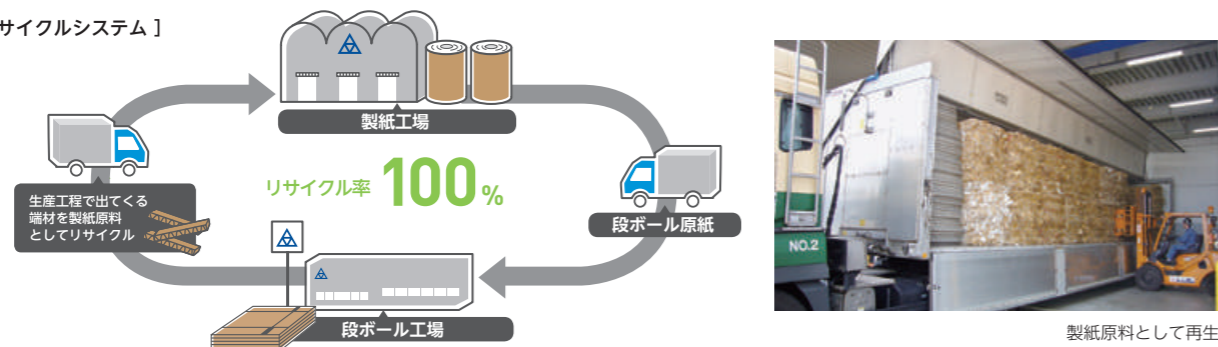 サイクルシステム ]
製紙工場
リサイクル率 100%
生産工程で出てくる
端材を製紙原料
としてリサイクル
段ボール原紙
段ボール工場
NO.2
製紙原料として再生